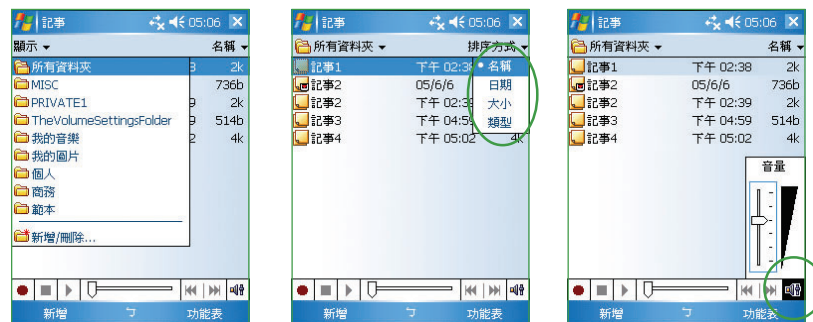 記事 05:06
顯示 名稱
所有資料夾 3 2k
MISC 736b
PRIVATE1 9 2k
TheVolumeSettingsFolder 9 514b
我的音樂 2 4k
我的圖片
個人
商務
範本
新增/刪除...
新增 ㄅ 功能表
記事 05:06
所有資料夾 排序方式
記事1 下午 02:38 名稱
記事2 05/6/6 日期
記事2 下午 02:39 大小
記事3 下午 04:59 類型
記事4 下午 05:02 4k
新增 ㄅ 功能表
記事 05:06
所有資料夾 名稱
記事1 下午 02:38 2k
記事2 05/6/6 736b
記事2 下午 02:39 2k
記事3 下午 04:59 514b
記事4 下午 05:02 4k
音量
新增 ㄅ 功能表